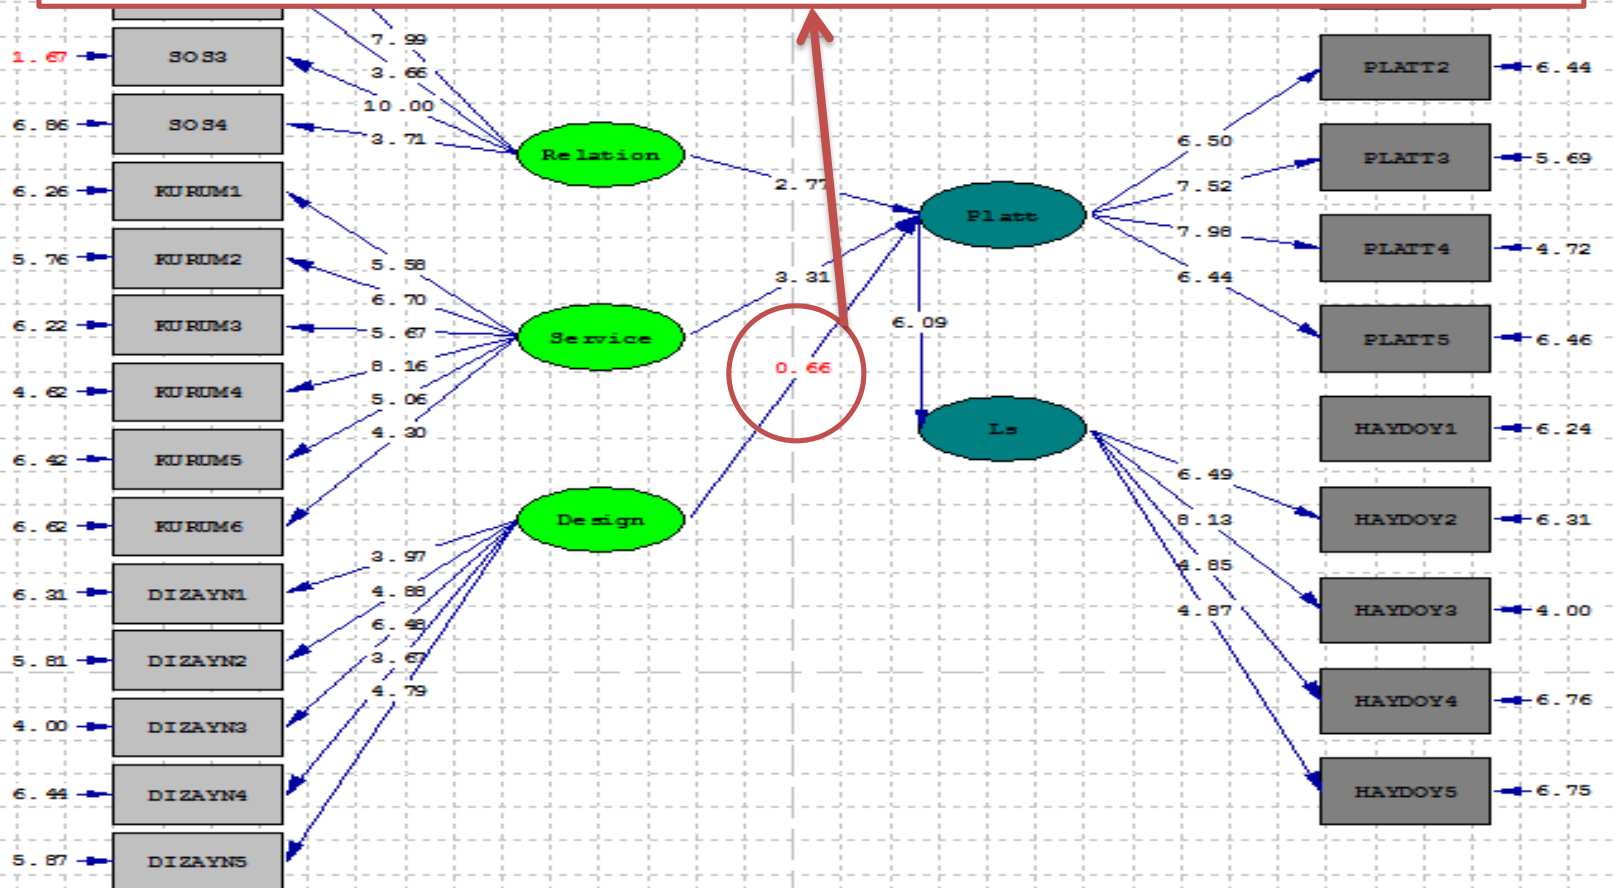 7.99
1.67 SOS3
3.66
10.00
6.86 SOS4
3.71
Relation
2.77
6.26 KURUM1
5.58
5.76 KURUM2
6.70
6.22 KURUM3
5.67
Service
3.31
8.16
4.62 KURUM4
5.06
4.30
6.42 KURUM5
6.62 KURUM6
0.66
Design
3.97
6.31 DIZAYN1
4.88
6.48
5.81 DIZAYN2
3.67
4.79
4.00 DIZAYN3
6.44 DIZAYN4
5.87 DIZAYN5
Platt
6.09
Ls
PLATT2 6.44
6.50
PLATT3 5.69
7.52
7.98
PLATT4 4.72
6.44
PLATT5 6.46
HAYDOY1 6.24
6.49
HAYDOY2 6.31
8.13
4.85
HAYDOY3 4.00
4.87
HAYDOY4 6.76
HAYDOY5 6.75